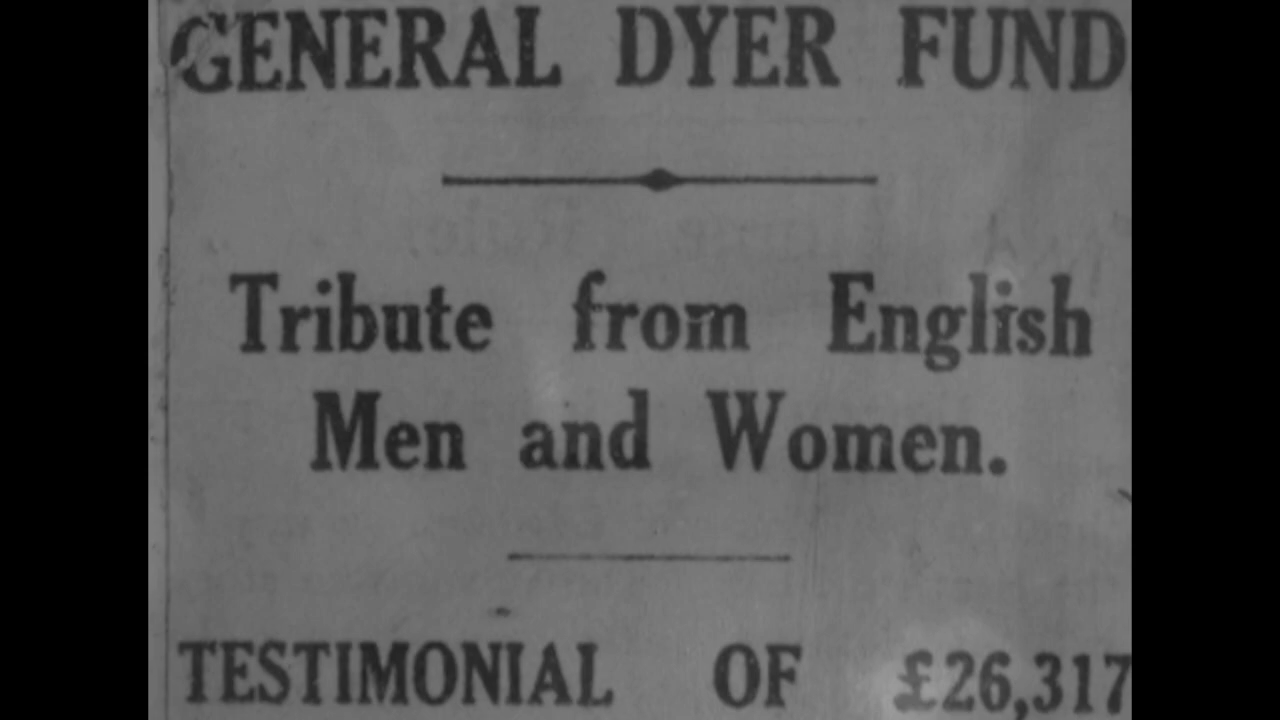 GENERAL DYER FUND
Tribute from English
Men and Women.
TESTIMONIAL OF £26,317